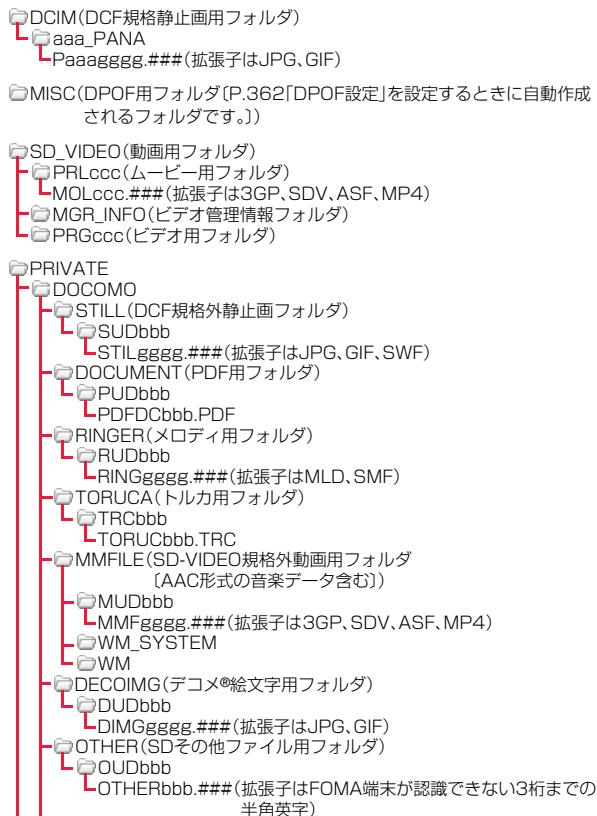 DCIM(DCF規格静止画用フォルダ)
aaa_PANA
Paaagggg.###(拡張子はJPG、GIF)
MISC(DPOF用フォルダ〔P.362「DPOF設定」を設定するときに自動作成
されるフォルダです。〕)
SD_VIDEO(動画用フォルダ)
PRLccc(ムービー用フォルダ)
MOLccc.###(拡張子は3GP、SDV、ASF、MP4)
MGR_INFO(ビデオ管理情報フォルダ)
PRGccc(ビデオ用フォルダ)
PRIVATE
DOCOMO
STILL(DCF規格外静止画フォルダ)
SUDbbb
STILgggg.###(拡張子はJPG、GIF、SWF)
DOCUMENT(PDF用フォルダ)
PUDbbb
PDFDCbbb.PDF
RINGER(メロディ用フォルダ)
RUDbbb
RINGgggg.###(拡張子はMLD、SMF)
TORUCA(トルカ用フォルダ)
TRCbbb
TORUCbbb.TRC
MMFILE(SD-VIDEO規格外動画用フォルダ
〔AAC形式の音楽データ含む〕)
MUDbbb
MMFgggg.###(拡張子は3GP、SDV、ASF、MP4)
WM_SYSTEM
WM
DECOIMG(デコメ®絵文字用フォルダ)
DUDbbb
DIMGgggg.###(拡張子はJPG、GIF)
OTHER(SDその他ファイル用フォルダ)
OUDbbb
OTHERbbb.###(拡張子はFOMA端末が認識できない3桁までの
半角英字)